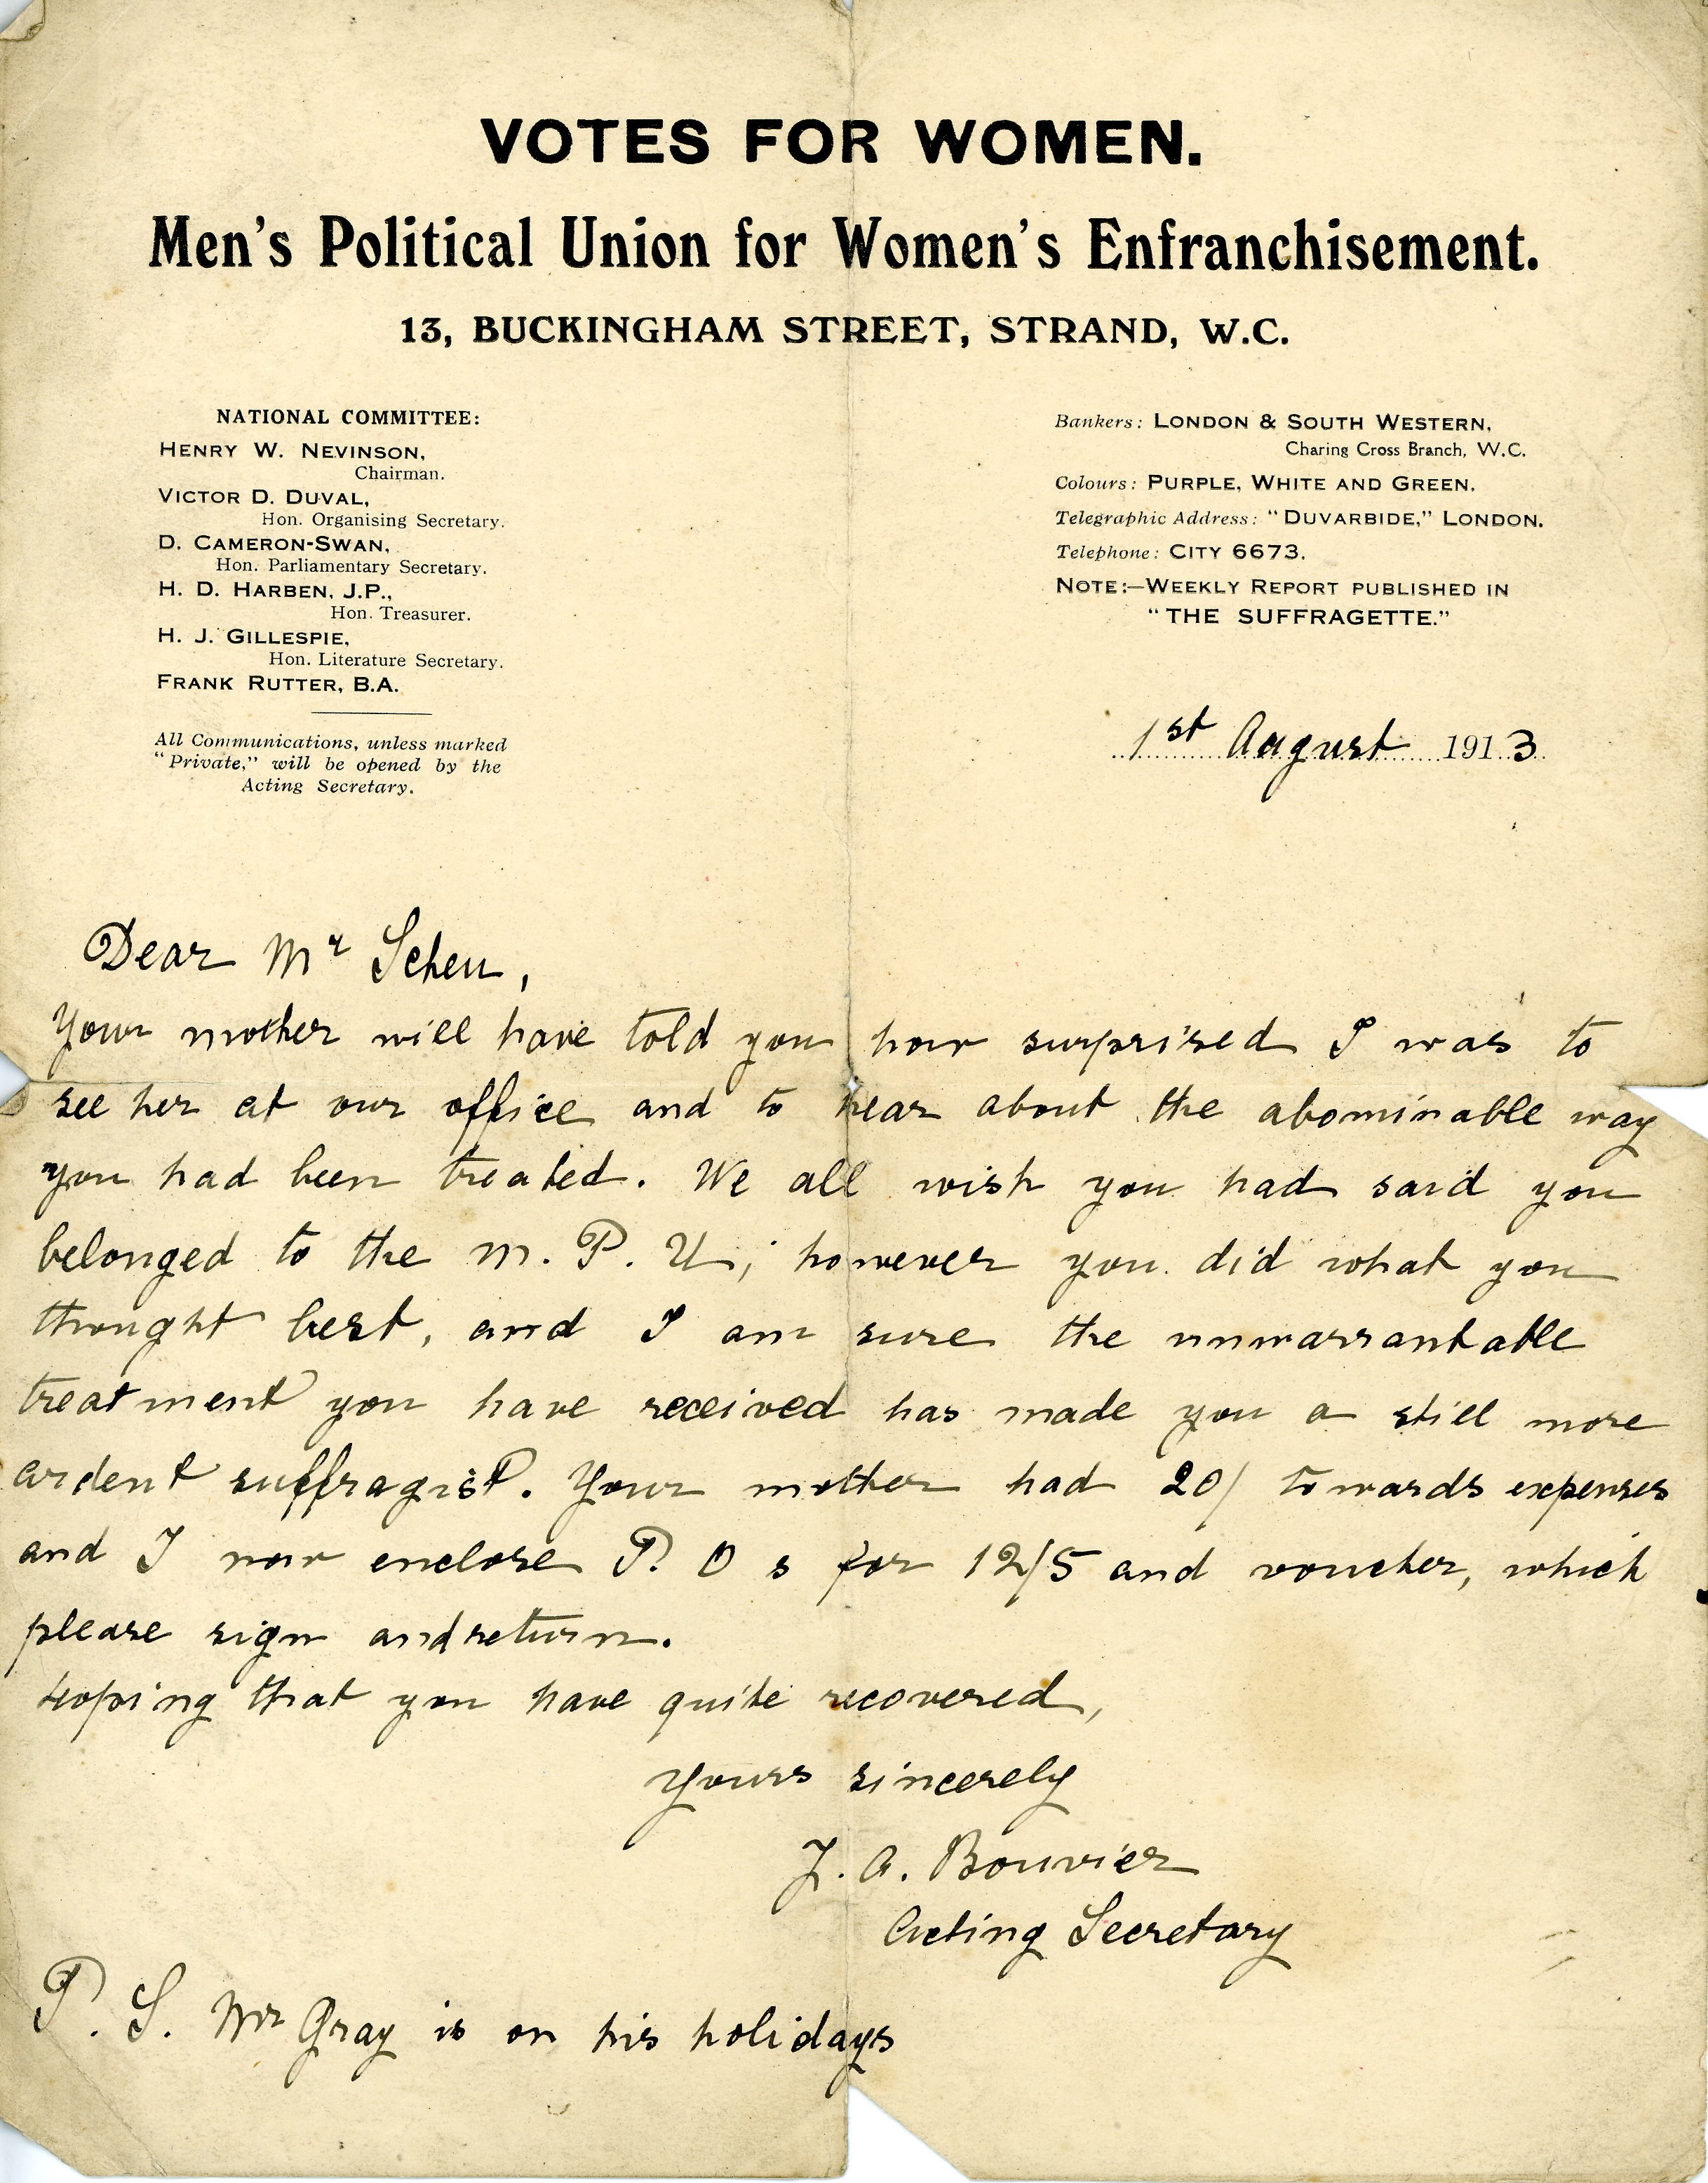 VOTES FOR WOMEN.
Men's Political Union for Women's Enfranchisement.
13, BUCKINGHAM STREET, STRAND, W.C.
NATIONAL COMMITTEE:
HENRY W. NEVINSON,
Chairman.
VICTOR D. DUVAL,
Hon. Organising Secretary.
D. CAMERON-SWAN,
Hon. Parliamentary Secretary.
H. D. HARBEN, J.P.,
Hon. Treasurer.
H. J. GILLESPIE,
Hon. Literature Secretary.
FRANK RUTTER, B.A.
All Communications, unless marked
"Private," will be opened by the
Acting Secretary.
Bankers: LONDON & SOUTH WESTERN,
Charing Cross Branch, W.C.
Colours: PURPLE, WHITE AND GREEN.
Telegraphic Address: "DUVARBIDE," LONDON.
Telephone: CITY 6673.
NOTE:—WEEKLY REPORT PUBLISHED IN
"THE SUFFRAGETTE."
1st August 1913
Dear Mr Scheu,
Your mother will have told you how surprised I was to
see her at our office and to hear about the abominable way
you had been treated. We all wish you had said you
belonged to the M. P. U.; however you did what you
thought best, and I am sure the unwarrantable
treatment you have received has made you a still more
ardent suffragist. Your mother had 20/ towards expenses
and I now enclose P. O s for 12/5 and voucher, which
please sign and return.
Hoping that you have quite recovered,
Yours sincerely
J. A. Bouvier
Acting Secretary
P. S. Mr Gray is on his holidays